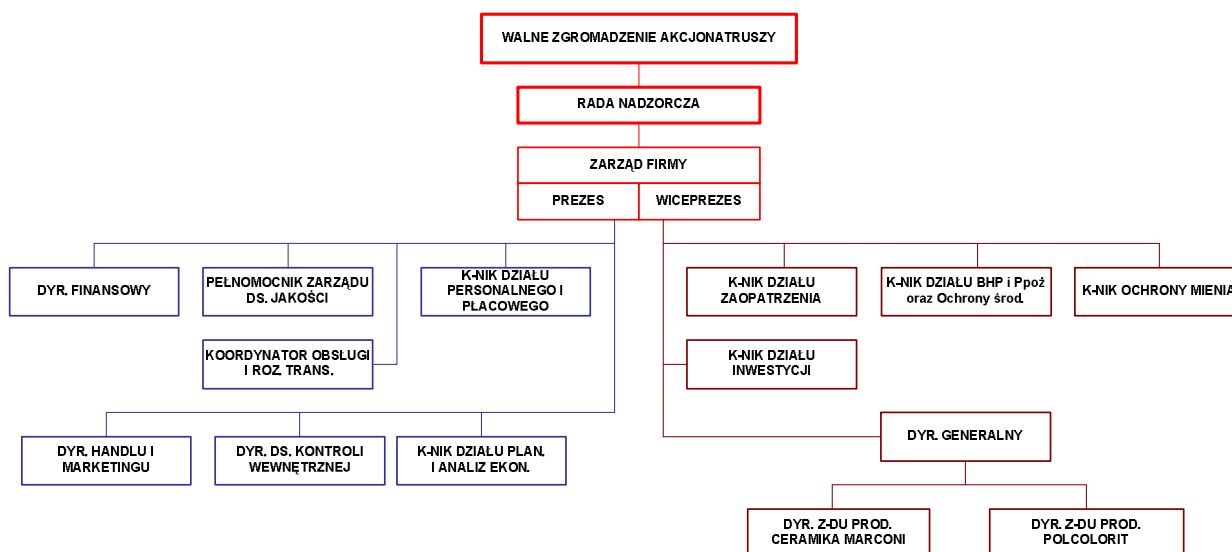 WALNE ZGROMADZENIE AKCJONATRUSZY
RADA NADZORCZA
ZARZĄD FIRMY
PREZES
WICEPREZES
DYR. FINANSOWY
PEŁNOMOCNIK ZARZĄDU
DS. JAKOŚCI
K-NIK DZIAŁU
PERSONALNEGO I
PŁACOWEGO
K-NIK DZIAŁU
ZAOPATRZENIA
K-NIK DZIAŁU BHP i Ppoż
oraz Ochrony środ.
K-NIK OCHRONY MIENIA
KOORDYNATOR OBSŁUGI
I ROZ. TRANS.
K-NIK DZIAŁU
INWESTYCJI
DYR. HANDLU I
MARKETINGU
DYR. DS. KONTROLI
WEWNĘTRZNEJ
K-NIK DZIAŁU PLAN.
I ANALIZ EKON.
DYR. GENERALNY
DYR. Z-DU PROD.
CERAMIKA MARCONI
DYR. Z-DU PROD.
POLCOLORIT